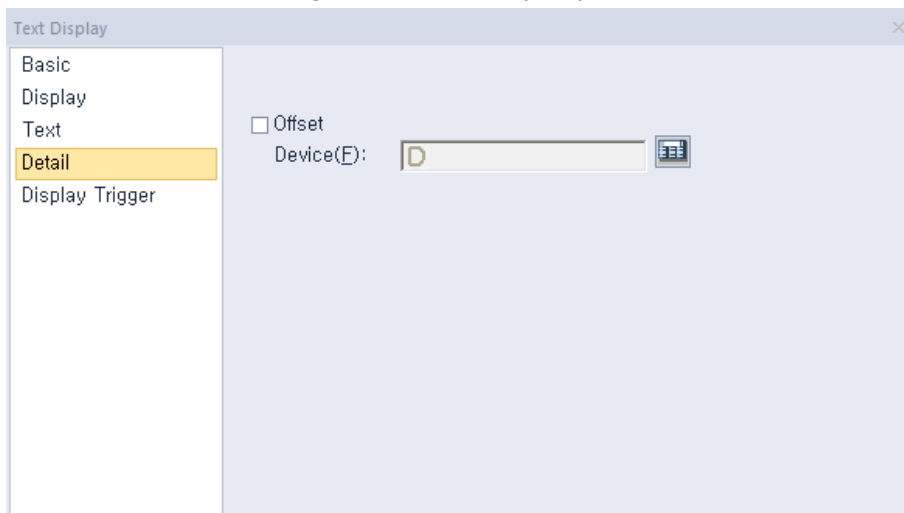 Text Display
Basic
Display
Text
Detail
Display Trigger
Offset
Device(F):
D